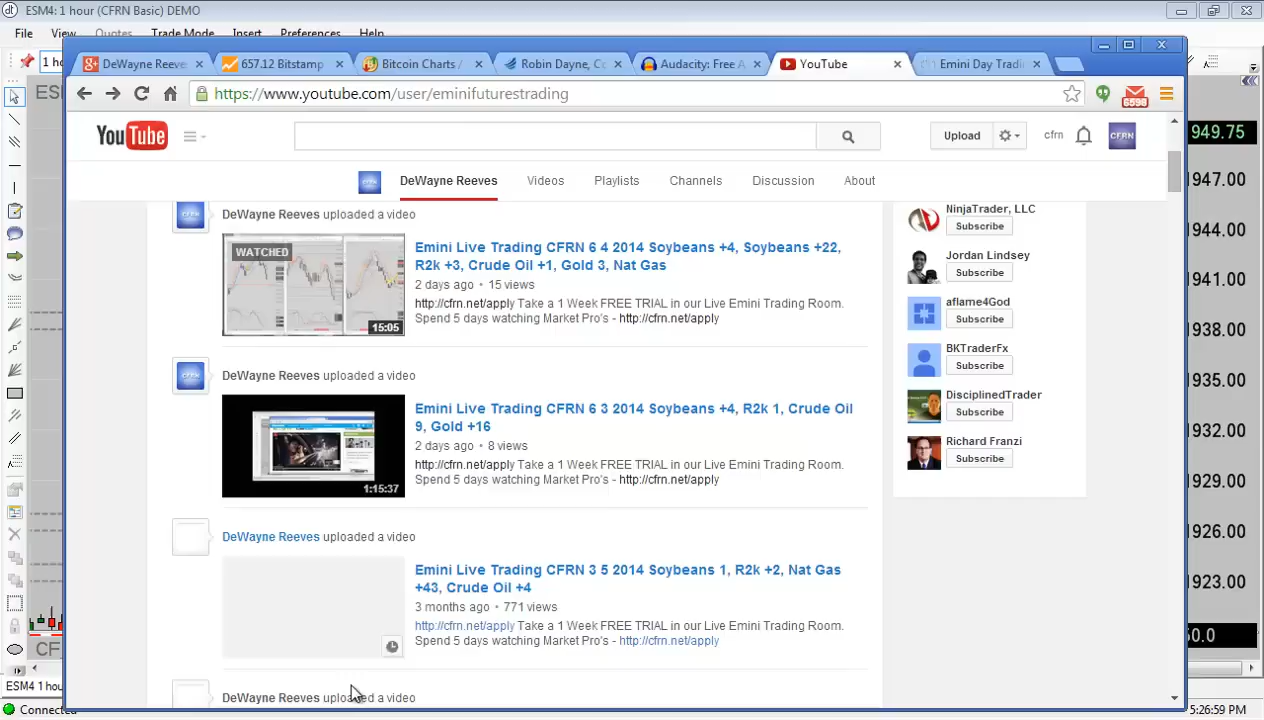 ESM4: 1 hour (CFRN Basic) DEMO
File View Quotes Trade Mode Insert Preferences Help
DeWayne Reeve
657.12 Bitstamp
Bitcoin Charts /
Robin Dayne, Co
Audacity: Free A
YouTube
Emini Day Tradi
https://www.youtube.com/user/eminifuturestrading
6598
YouTube
Upload
cfrn
CFRN
DeWayne Reeves Videos Playlists Channels Discussion About
DeWayne Reeves uploaded a video
WATCHED
15:05
Emini Live Trading CFRN 6 4 2014 Soybeans +4, Soybeans +22,
R2k +3, Crude Oil +1, Gold 3, Nat Gas
2 days ago • 15 views
http://cfrn.net/apply Take a 1 Week FREE TRIAL in our Live Emini Trading Room.
Spend 5 days watching Market Pro's - http://cfrn.net/apply
DeWayne Reeves uploaded a video
1:15:37
Emini Live Trading CFRN 6 3 2014 Soybeans +4, R2k 1, Crude Oil
9, Gold +16
2 days ago • 8 views
http://cfrn.net/apply Take a 1 Week FREE TRIAL in our Live Emini Trading Room.
Spend 5 days watching Market Pro's - http://cfrn.net/apply
DeWayne Reeves uploaded a video
Emini Live Trading CFRN 3 5 2014 Soybeans 1, R2k +2, Nat Gas
+43, Crude Oil +4
3 months ago • 771 views
http://cfrn.net/apply Take a 1 Week FREE TRIAL in our Live Emini Trading Room.
Spend 5 days watching Market Pro's - http://cfrn.net/apply
DeWayne Reeves uploaded a video
NinjaTrader, LLC
Subscribe
Jordan Lindsey
Subscribe
aflame4God
Subscribe
BKTraderFx
Subscribe
DisciplinedTrader
Subscribe
Richard Franzi
Subscribe
949.75
1947.00
1944.00
1941.00
1938.00
1935.00
1932.00
1929.00
1926.00
1923.00
60.0
1 ho
ES
CF
ESM4 1 hour
Connected
5:26:59 PM